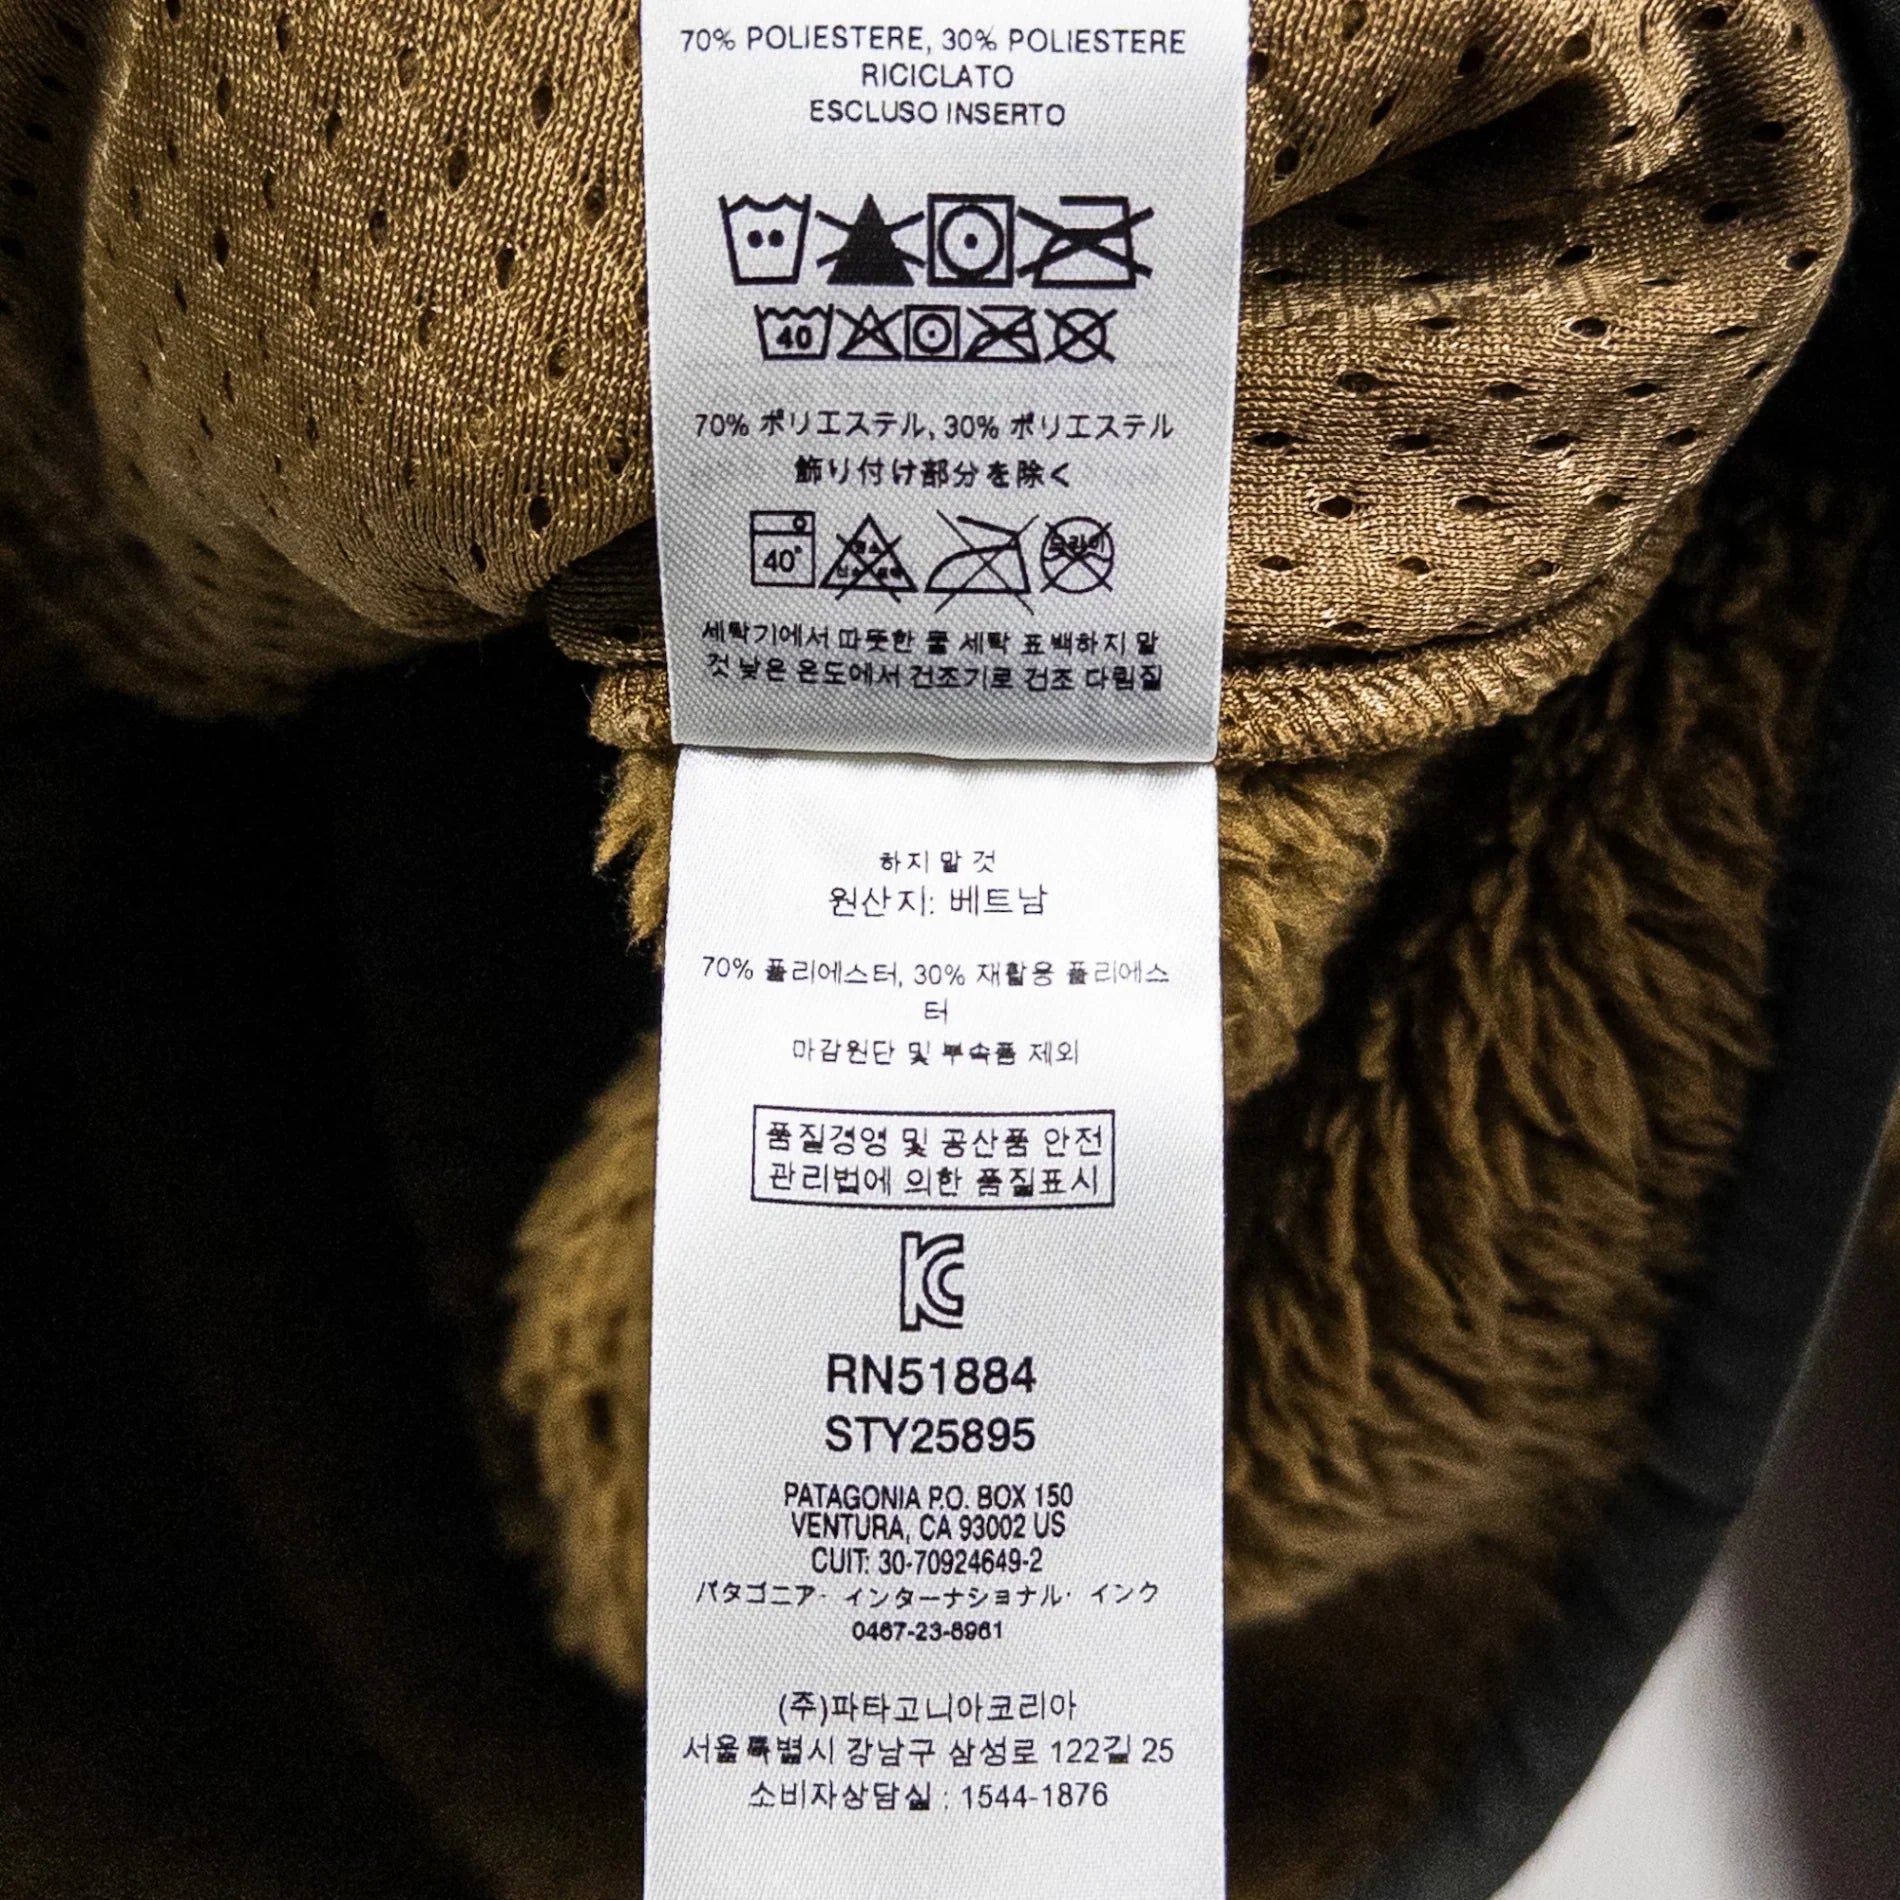 70% POLIESTERE, 30% POLIESTERE
RICICLATO
ESCLUSO INSERTO
40
70% ポリエステル, 30% ポリエステル
飾り付け部分を除く
40°
세탁기에서 따뜻한 물 세탁 표백하지 말
것 낮은 온도에서 건조기로 건조 다림질
하지 말 것
원산지: 베트남
70% 폴리에스터, 30% 재활용 폴리에스
터
마감원단 및 부속품 제외
품질경영 및 공산품 안전
관리법에 의한 품질표시
KC
RN51884
STY25895
PATAGONIA P.O. BOX 150
VENTURA, CA 93002 US
CUIT: 30-70924649-2
パタゴニア・インターナショナル・インク
0467-23-8961
(주)파타고니아코리아
서울특별시 강남구 삼성로 122길 25
소비자상담실 : 1544-1876